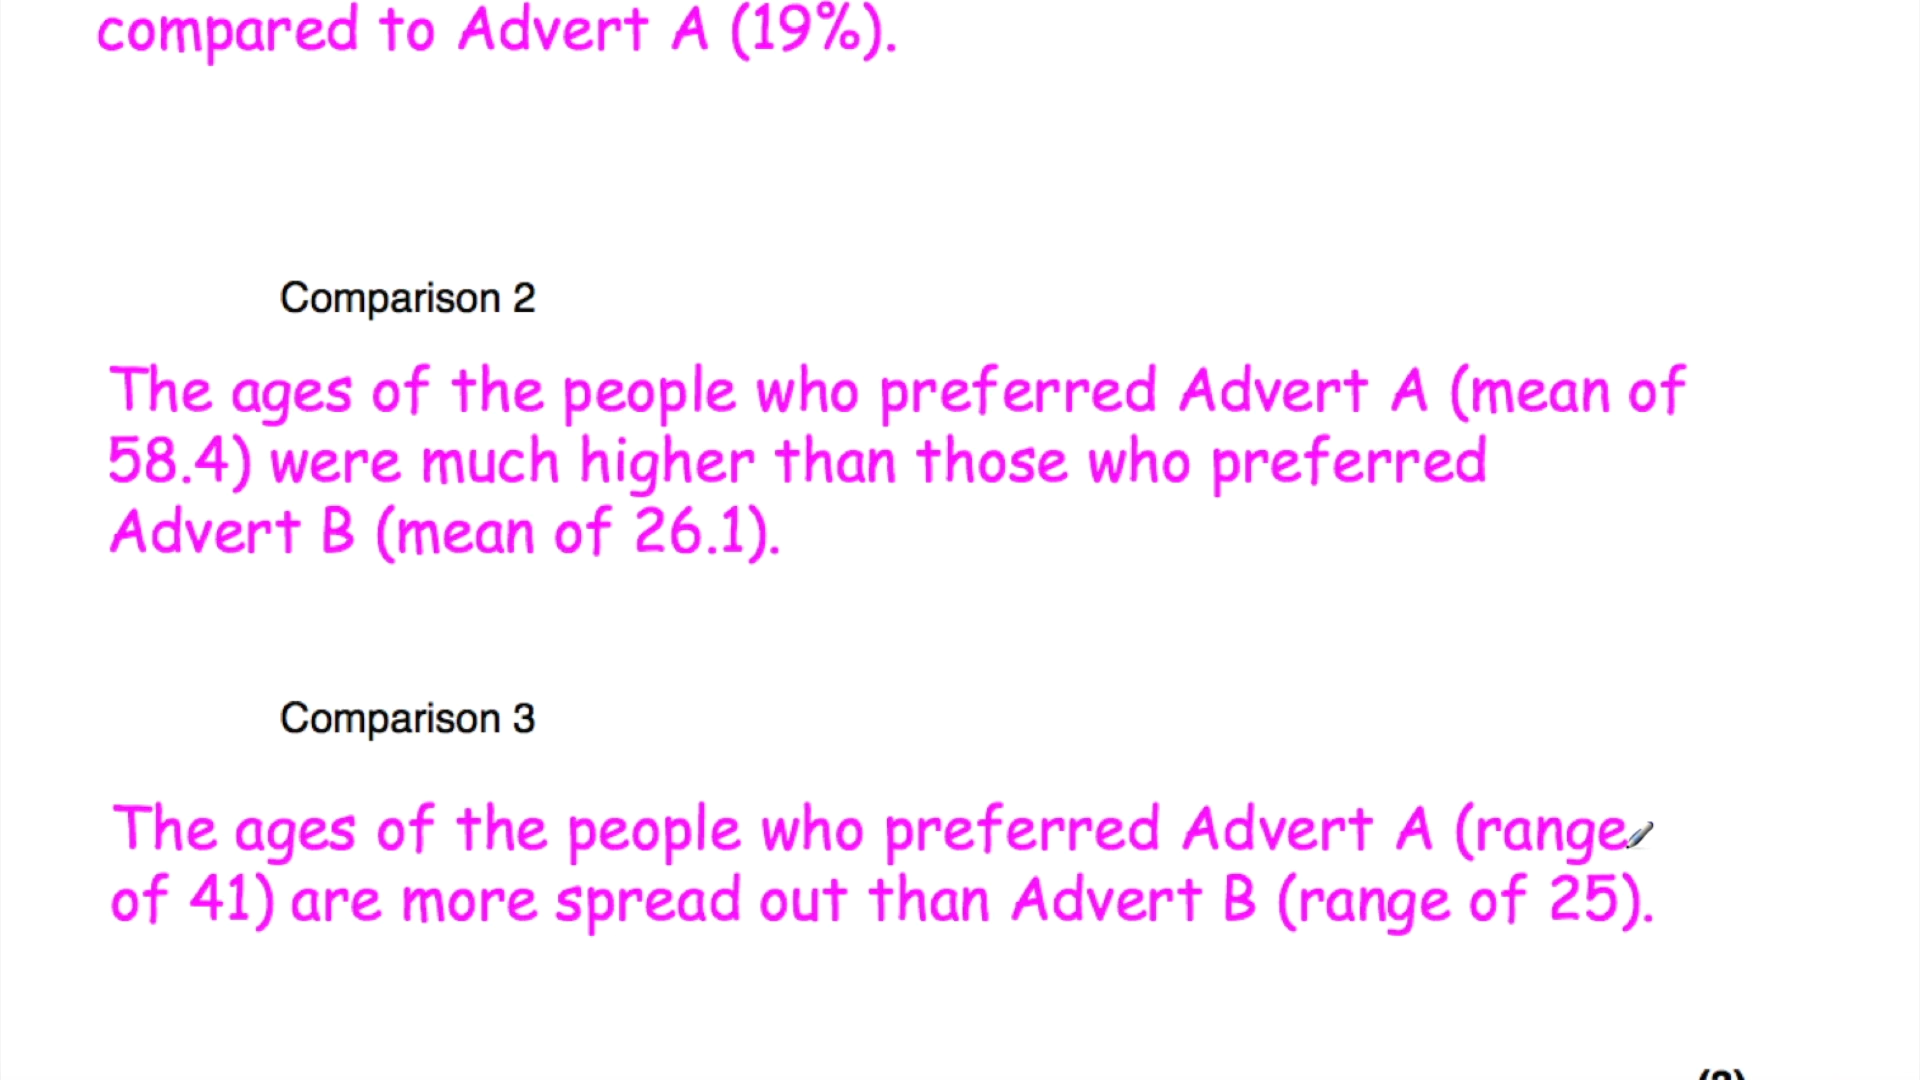 compared to Advert A (19%).
Comparison 2
The ages of the people who preferred Advert A (mean of
58.4) were much higher than those who preferred
Advert B (mean of 26.1).
Comparison 3
The ages of the people who preferred Advert A (range
of 41) are more spread out than Advert B (range of 25).